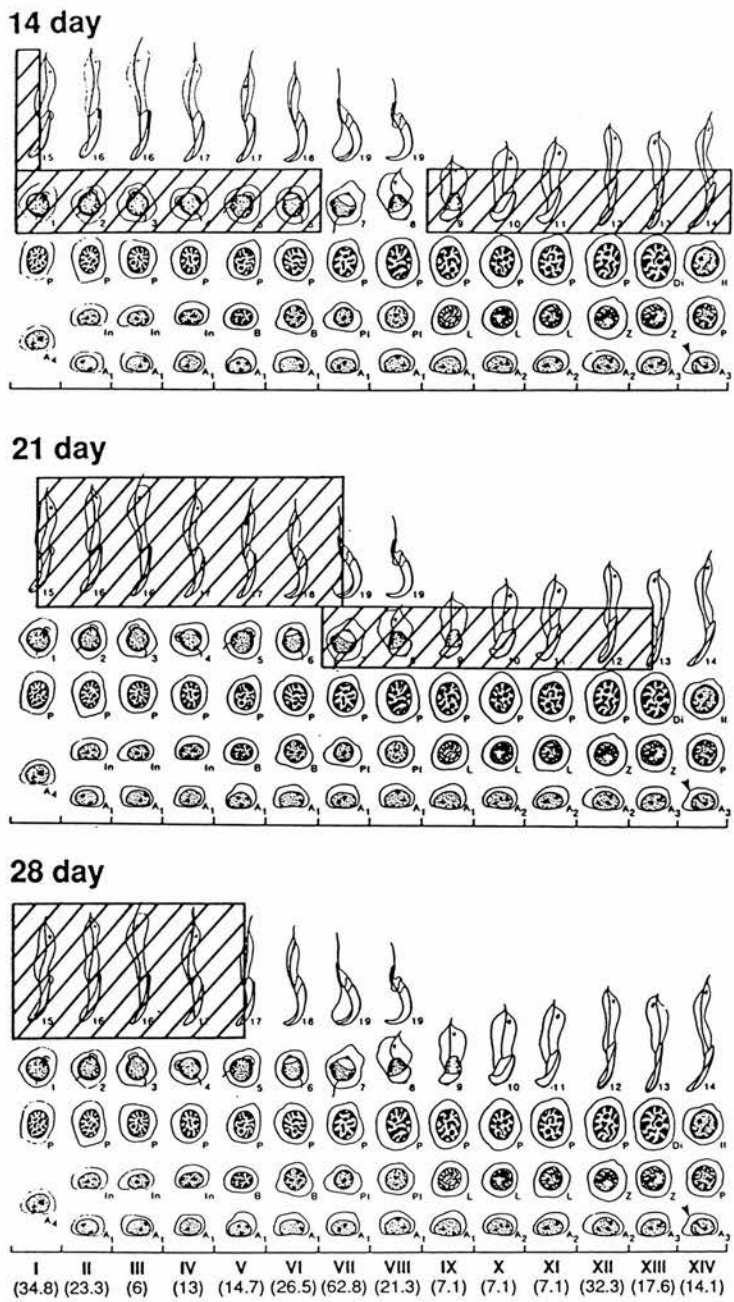 14 day
15 16 16 17 17 18 19 19
1 2 3 5 7 8 9 10 11 12 13 14
P P P P P P P P P P P P Di II
In In In B B Pl Pl L L L Z Z P
A4 A1 A1 A1 A1 A1 A1 A1 A1 A2 A2 A2 A3 A3
21 day
15 16 16 17 17 18 19 19
1 2 3 4 5 6 8 9 10 11 12 13 14
P P P P P P P P P P P P Di II
In In In B B Pl Pl L L L Z Z P
A4 A1 A1 A1 A1 A1 A1 A1 A1 A2 A2 A2 A3 A3
28 day
15 16 16 17 17 18 19 19
1 2 3 4 5 6 7 8 9 10 11 12 13 14
P P P P P P P P P P P P Di II
In In In B B Pl Pl L L L Z Z P
A4 A1 A1 A1 A1 A1 A1 A1 A1 A2 A2 A2 A3 A3
I II III IV V VI VII VIII IX X XI XII XIII XIV
(34.8) (23.3) (6) (13) (14.7) (26.5) (62.8) (21.3) (7.1) (7.1) (7.1) (32.3) (17.6) (14.1)